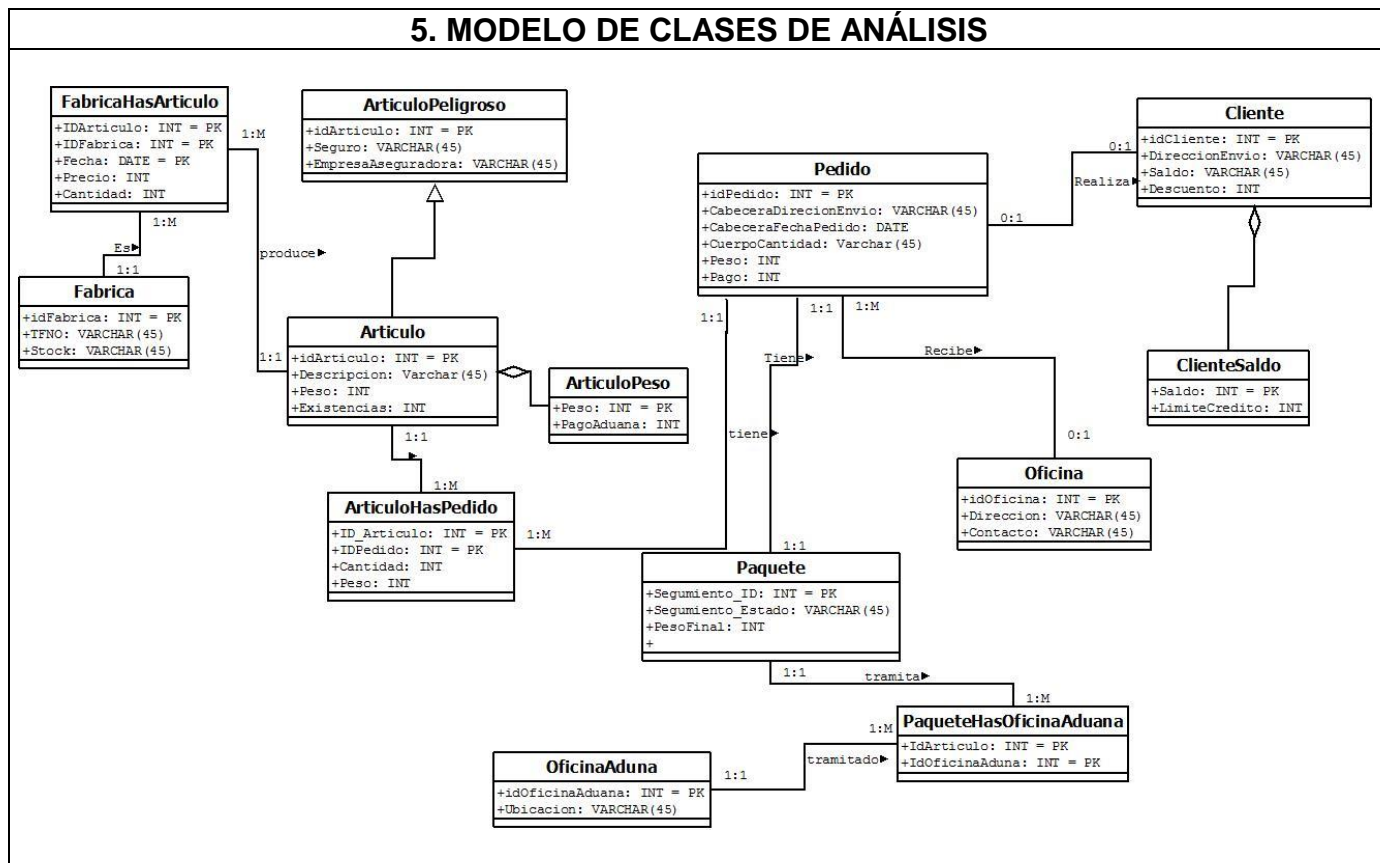 5. MODELO DE CLASES DE ANÁLISIS
FabricaHasArticulo
+IDArticulo: INT = PK
+IDFabrica: INT = PK
+Fecha: DATE = PK
+Precio: INT
+Cantidad: INT
1:M
1:M
Es
1:1
produce
1:1
Fabrica
+idFabrica: INT = PK
+TFNO: VARCHAR(45)
+Stock: VARCHAR(45)
ArticuloPeligroso
+idArticulo: INT = PK
+Seguro: VARCHAR(45)
+EmpresaAseguradora: VARCHAR(45)
Articulo
+idArticulo: INT = PK
+Descripcion: Varchar(45)
+Peso: INT
+Existencias: INT
ArticuloPeso
+Peso: INT = PK
+PagoAduana: INT
1:1
1:M
ArticuloHasPedido
+ID_Articulo: INT = PK
+IDPedido: INT = PK
+Cantidad: INT
+Peso: INT
1:M
tiene
1:1
Pedido
+idPedido: INT = PK
+CabeceraDirecionEnvio: VARCHAR(45)
+CabeceraFechaPedido: DATE
+CuerpoCantidad: Varchar(45)
+Peso: INT
+Pago: INT
0:1
Realiza
0:1
Cliente
+idCliente: INT = PK
+DireccionEnvio: VARCHAR(45)
+Saldo: VARCHAR(45)
+Descuento: INT
ClienteSaldo
+Saldo: INT = PK
+LimiteCredito: INT
1:1
1:M
Tiene
Recibe
0:1
Oficina
+idOficina: INT = PK
+Direccion: VARCHAR(45)
+Contacto: VARCHAR(45)
1:1
Paquete
+Segumiento_ID: INT = PK
+Segumiento_Estado: VARCHAR(45)
+PesoFinal: INT
+
1:1
tramita
1:M
PaqueteHasOficinaAduana
+IdArticulo: INT = PK
+IdOficinaAduna: INT = PK
1:M
tramitado
1:1
OficinaAduna
+idOficinaAduana: INT = PK
+Ubicacion: VARCHAR(45)